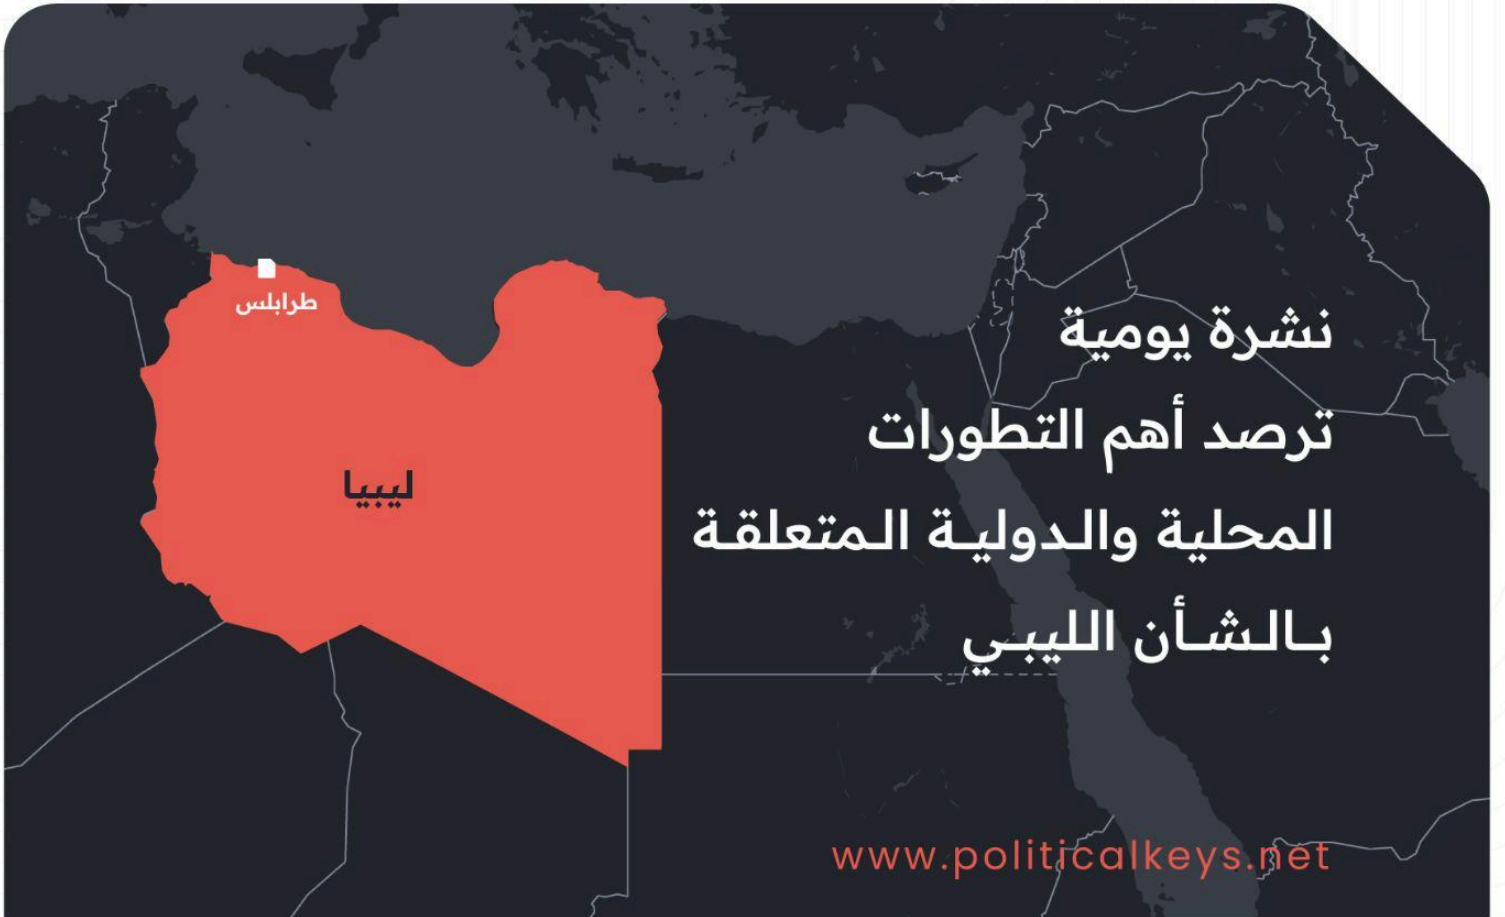 طرابلس
ليبيا
نشرة يومية
ترصد أهم التطورات
المحلية والدولية المتعلقة
بالشأن الليبي
www.politicalkeys.net